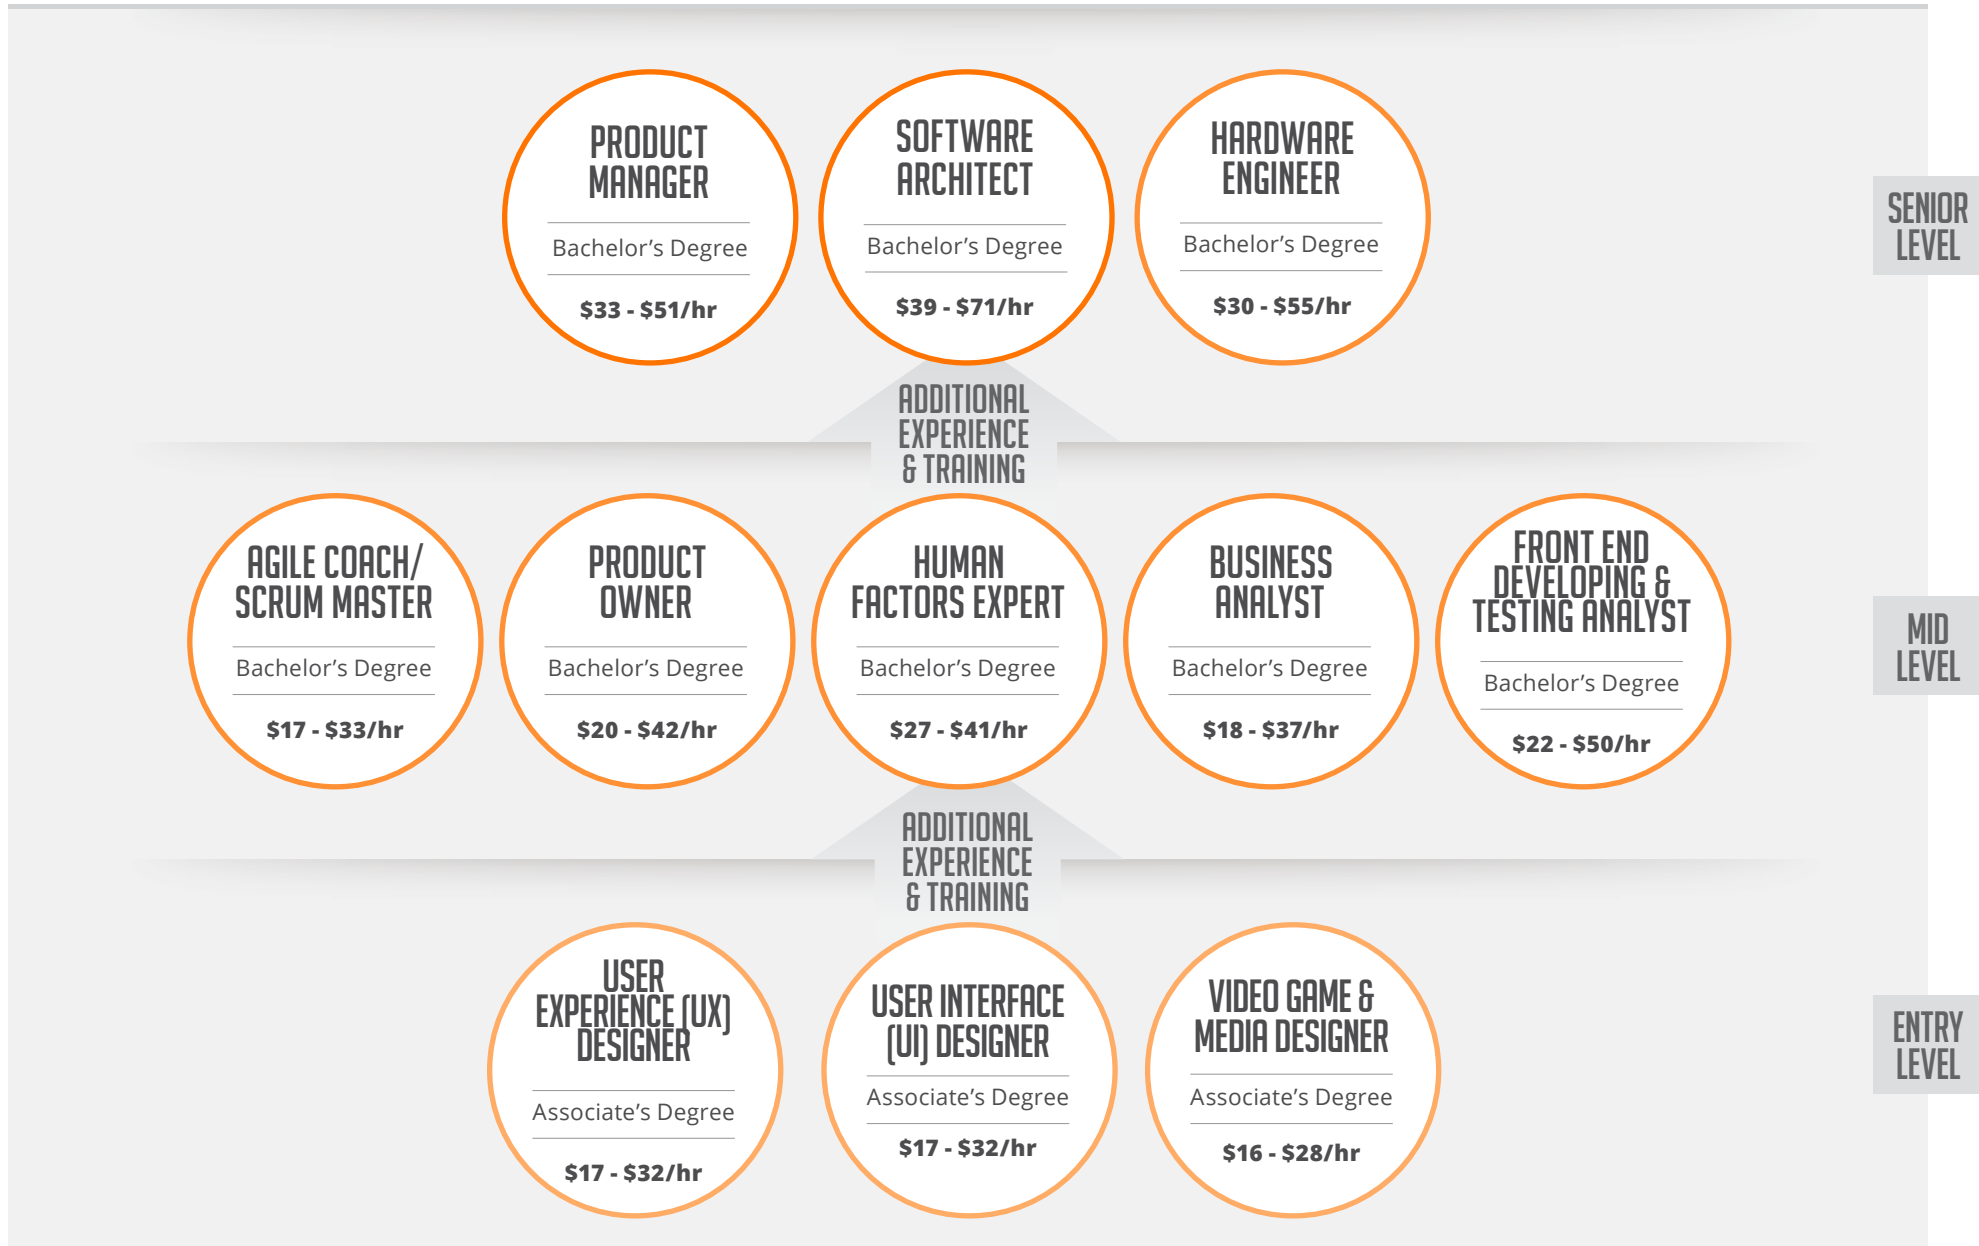 PRODUCT
MANAGER
Bachelor's Degree
$33 - $51/hr
SOFTWARE
ARCHITECT
Bachelor's Degree
$39 - $71/hr
HARDWARE
ENGINEER
Bachelor's Degree
$30 - $55/hr
SENIOR
LEVEL
ADDITIONAL
EXPERIENCE
& TRAINING
AGILE COACH/
SCRUM MASTER
Bachelor's Degree
$17 - $33/hr
PRODUCT
OWNER
Bachelor's Degree
$20 - $42/hr
HUMAN
FACTORS EXPERT
Bachelor's Degree
$27 - $41/hr
BUSINESS
ANALYST
Bachelor's Degree
$18 - $37/hr
FRONT END
DEVELOPING &
TESTING ANALYST
Bachelor's Degree
$22 - $50/hr
MID
LEVEL
ADDITIONAL
EXPERIENCE
& TRAINING
USER
EXPERIENCE (UX)
DESIGNER
Associate's Degree
$17 - $32/hr
USER INTERFACE
(UI) DESIGNER
Associate's Degree
$17 - $32/hr
VIDEO GAME &
MEDIA DESIGNER
Associate's Degree
$16 - $28/hr
ENTRY
LEVEL